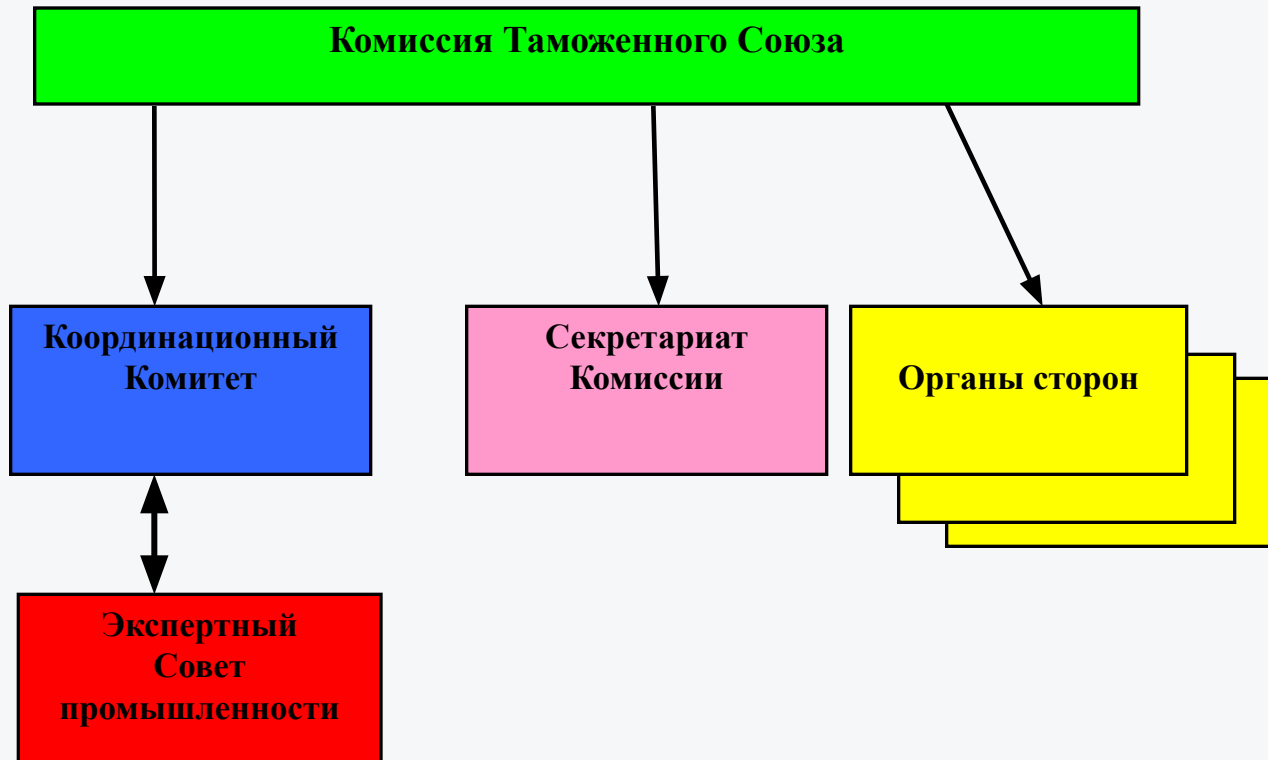 Комиссия Таможенного Союза
Координационный
Комитет
Секретариат
Комиссии
Органы сторон
Экспертный
Совет
промышленности